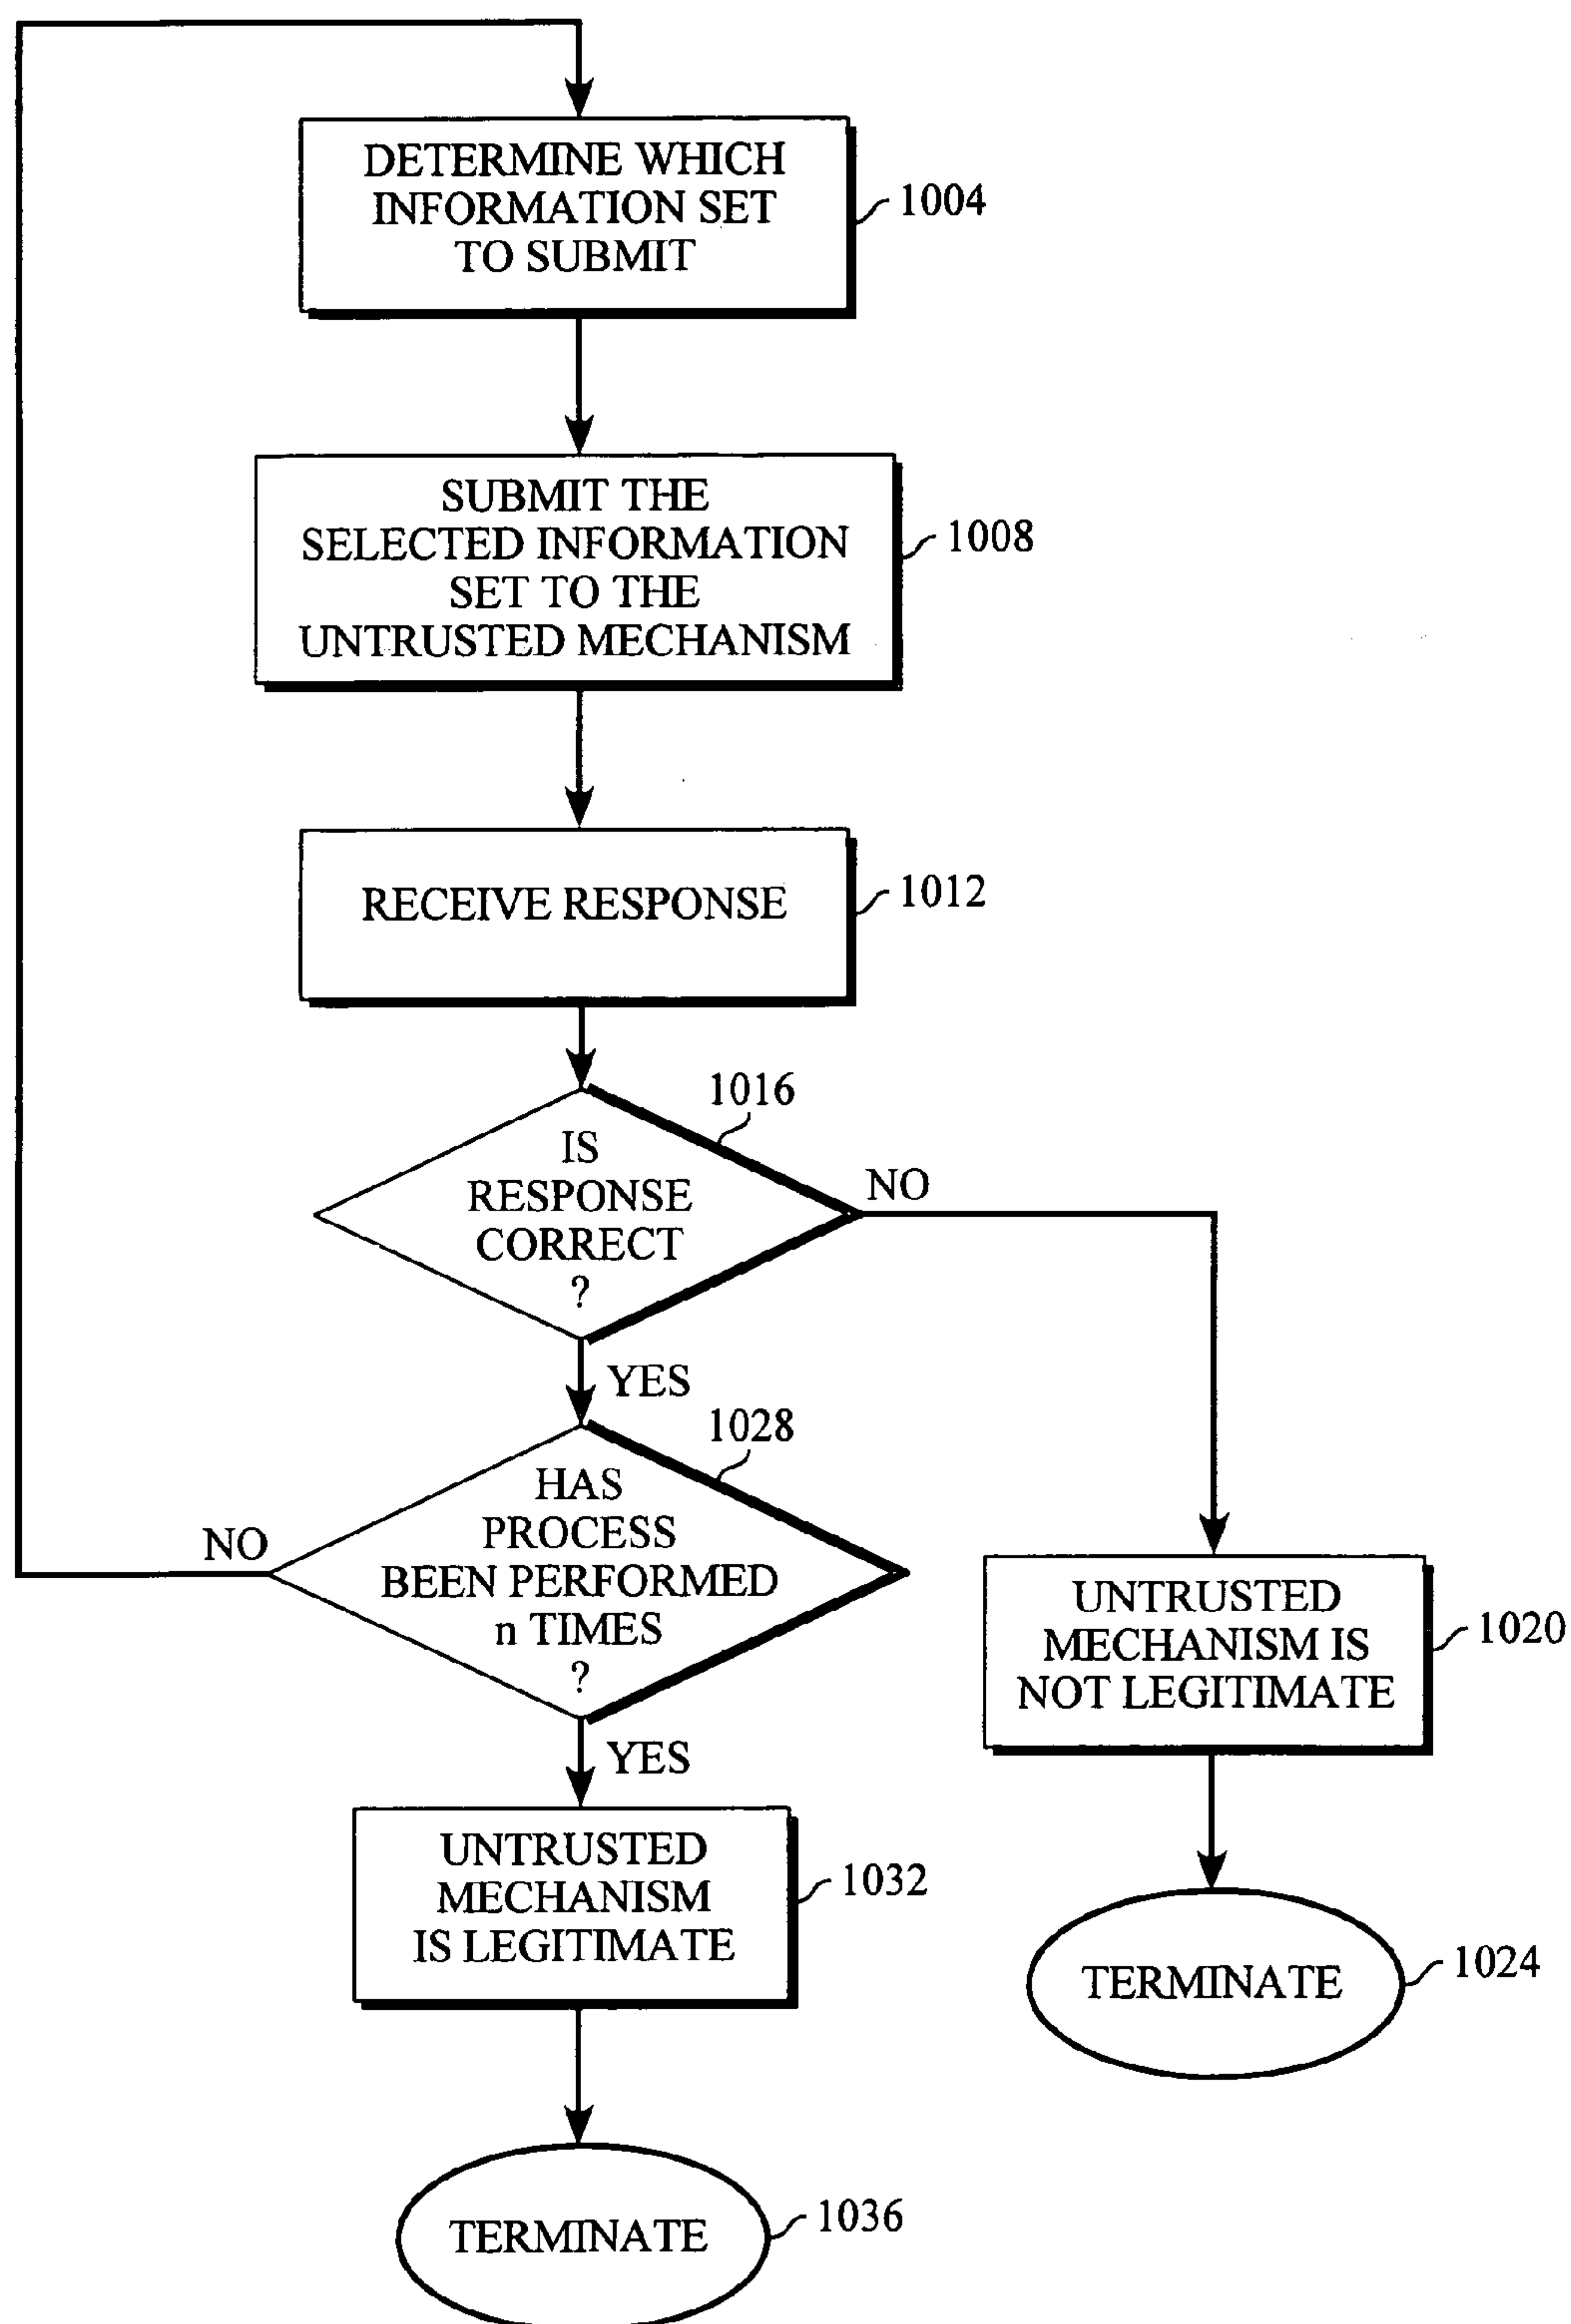 DETERMINE WHICH
INFORMATION SET
TO SUBMIT
1004
SUBMIT THE
SELECTED INFORMATION
SET TO THE
UNTRUSTED MECHANISM
1008
RECEIVE RESPONSE
1012
1016
IS
RESPONSE
CORRECT
?
NO
YES
1028
HAS
PROCESS
BEEN PERFORMED
n TIMES
?
NO
YES
UNTRUSTED
MECHANISM IS
NOT LEGITIMATE
1020
UNTRUSTED
MECHANISM
IS LEGITIMATE
1032
TERMINATE
1024
TERMINATE
1036